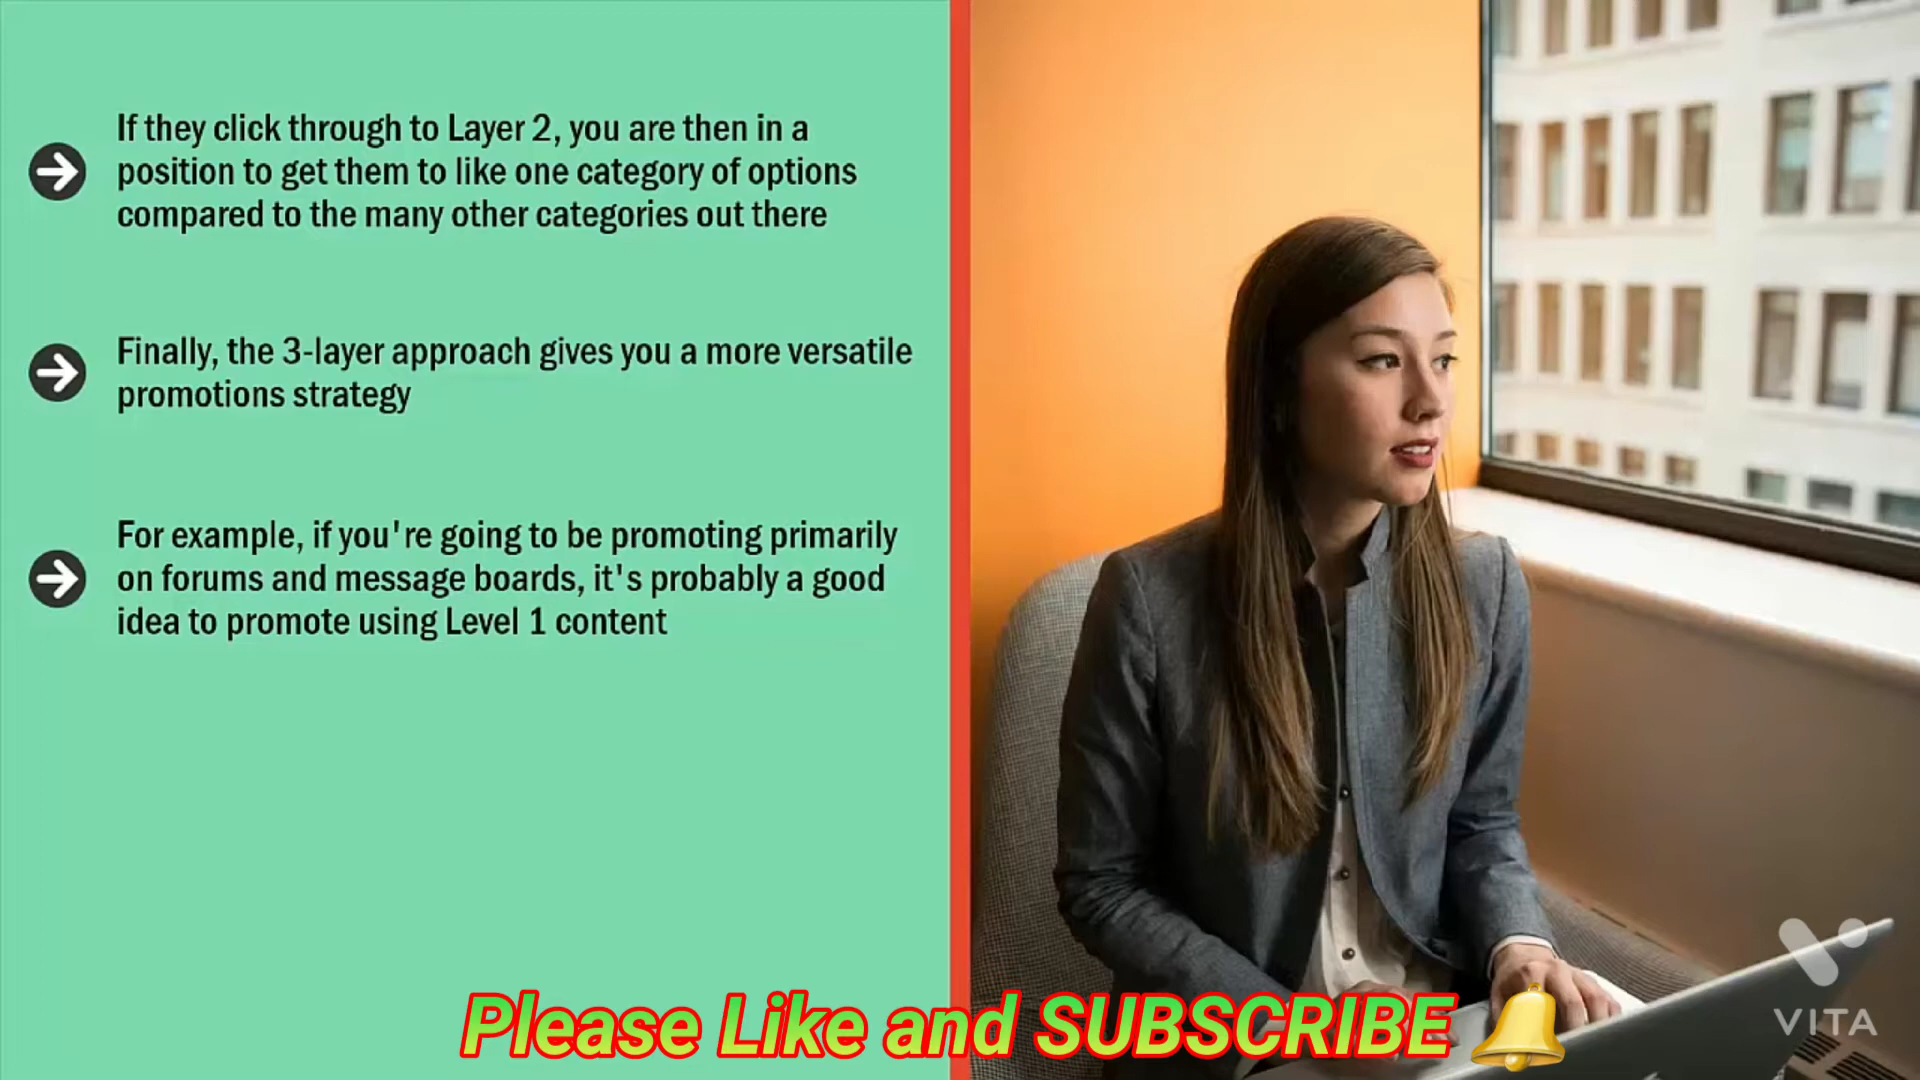 If they click through to Layer 2, you are then in a
position to get them to like one category of options
compared to the many other categories out there
Finally, the 3-layer approach gives you a more versatile
promotions strategy
For example, if you're going to be promoting primarily
on forums and message boards, it's probably a good
idea to promote using Level 1 content
Please Like and SUBSCRIBE
VITA